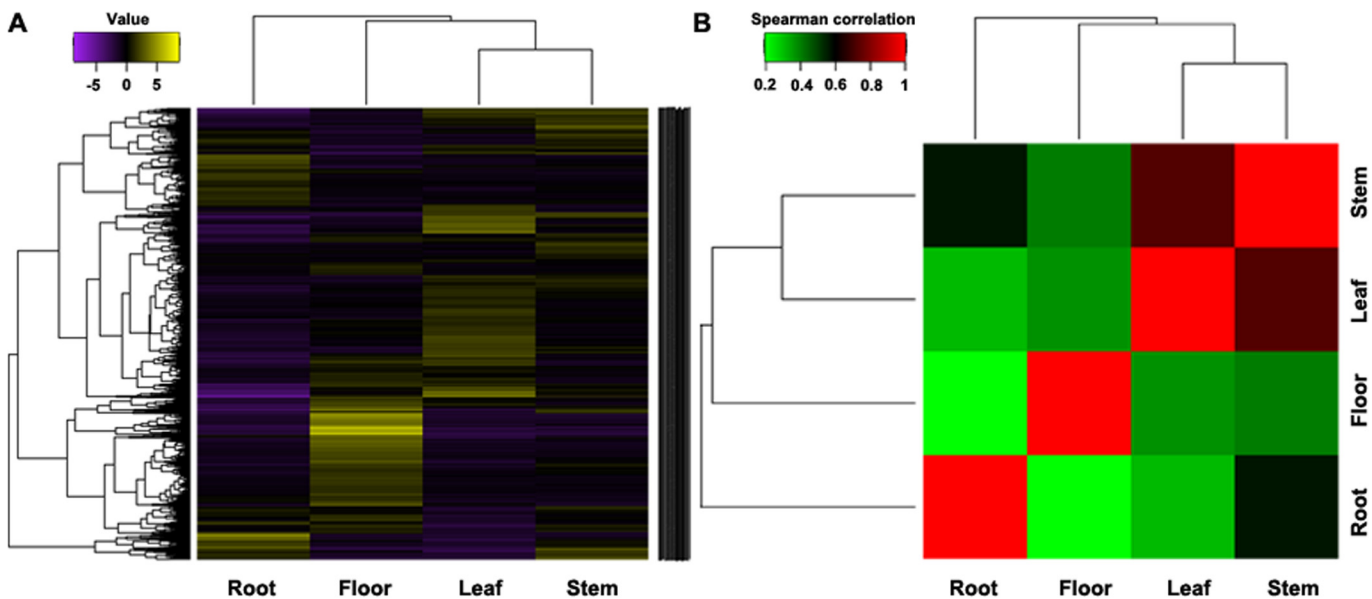 A
Value
-5 0 5
Root Floor Leaf Stem
B
Spearman correlation
0.2 0.4 0.6 0.8 1
Stem
Leaf
Floor
Root
Root Floor Leaf Stem